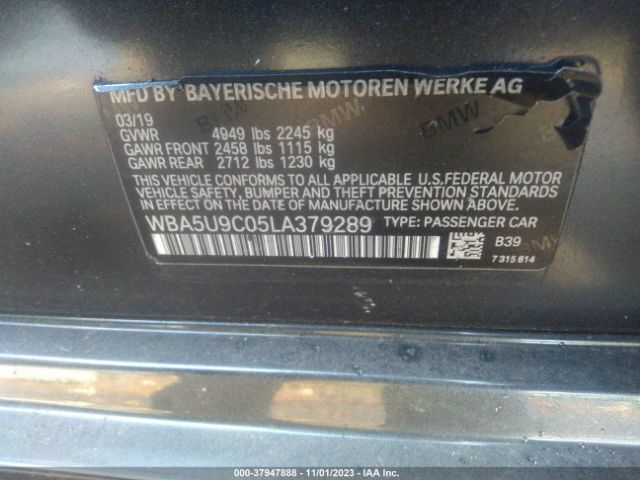 MFD BY BAYERISCHE MOTOREN WERKE AG
03/19
GVWR 4949 lbs 2245 kg
GAWR FRONT 2458 lbs 1115 kg
GAWR REAR 2712 lbs 1230 kg
THIS VEHICLE CONFORMS TO ALL APPLICABLE U.S.FEDERAL MOTOR
VEHICLE SAFETY, BUMPER AND THEFT PREVENTION STANDARDS
IN EFFECT ON THE DATE OF MANUFACTURE SHOWN ABOVE.
WBA5U9C05LA379289 TYPE: PASSENGER CAR
B39
7 315 814
BMW
BMW
000-37947888 - 11/01/2023 - IAA Inc.